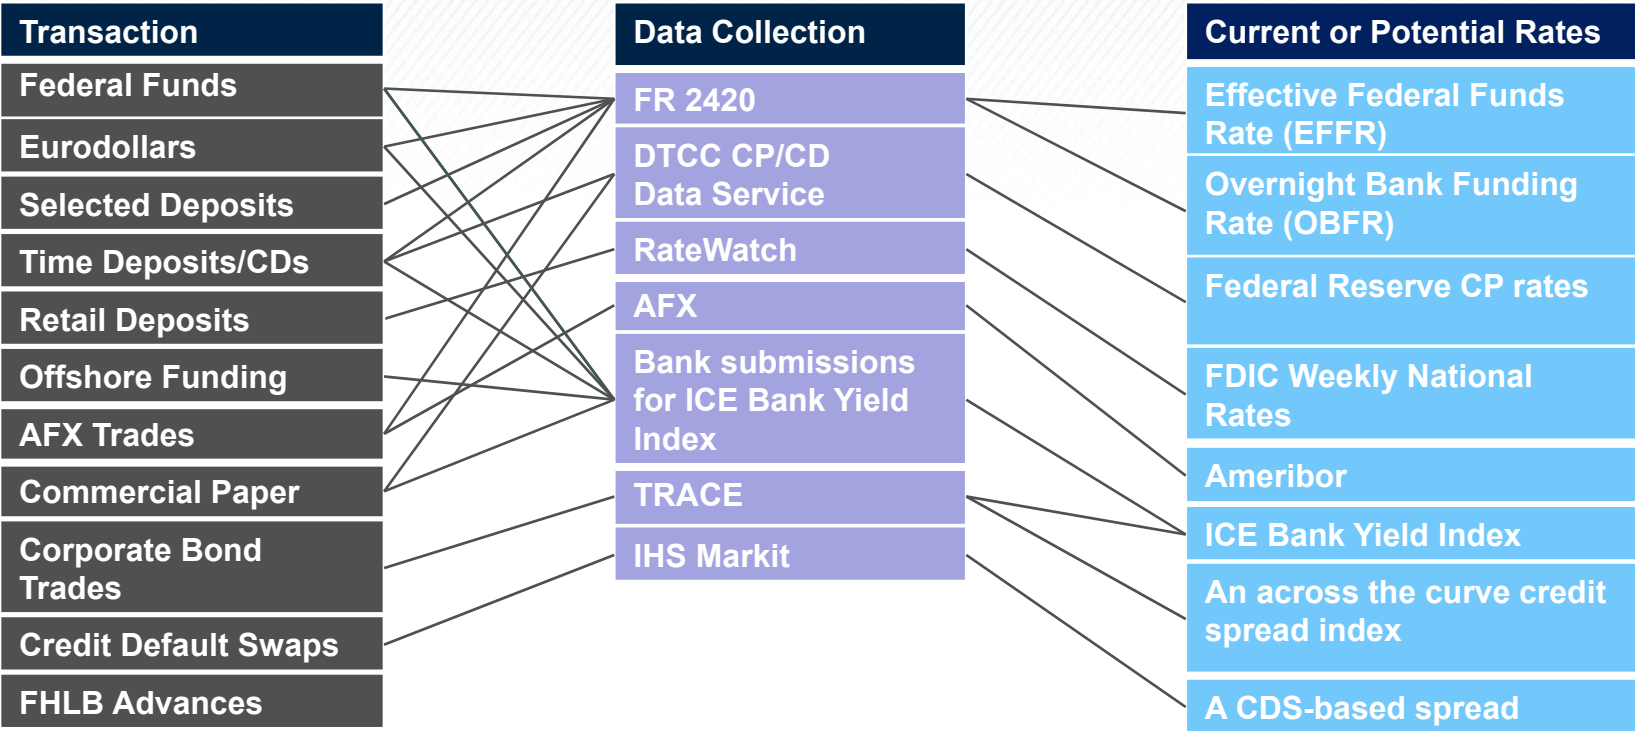 Transaction
Federal Funds
Eurodollars
Selected Deposits
Time Deposits/CDs
Retail Deposits
Offshore Funding
AFX Trades
Commercial Paper
Corporate Bond
Trades
Credit Default Swaps
FHLB Advances
Data Collection
FR 2420
DTCC CP/CD
Data Service
RateWatch
AFX
Bank submissions
for ICE Bank Yield
Index
TRACE
IHS Markit
Current or Potential Rates
Effective Federal Funds
Rate (EFFR)
Overnight Bank Funding
Rate (OBFR)
Federal Reserve CP rates
FDIC Weekly National
Rates
Ameribor
ICE Bank Yield Index
An across the curve credit
spread index
A CDS-based spread